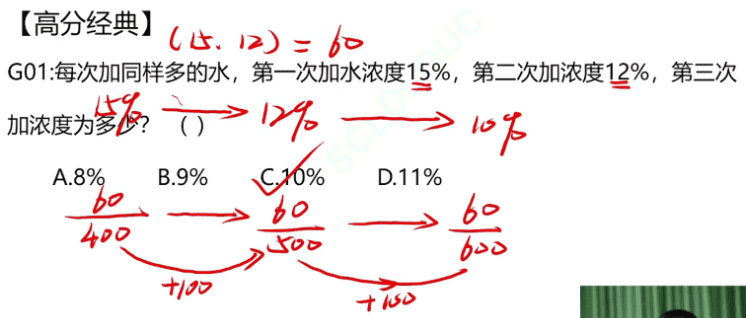 【高分经典】
(15.12)=60
G01:每次加同样多的水，第一次加水浓度15%，第二次加浓度12%，第三次
加浓度为多少？（ ）
15% 12% 10%
A.8% B.9% C.10% D.11%
60/400 60/500 60/600
+100 +100